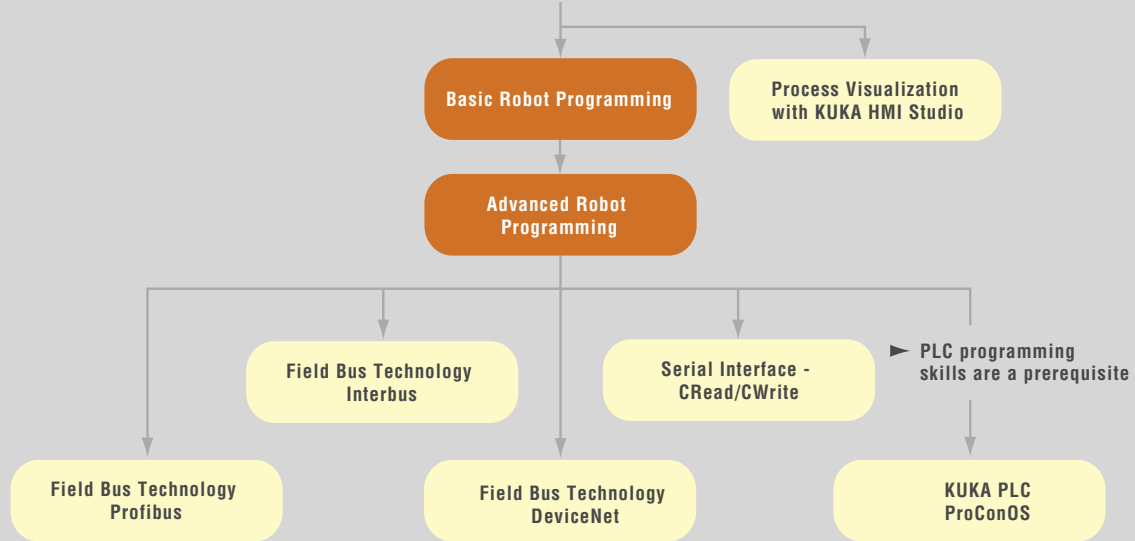 Basic Robot Programming
Process Visualization
with KUKA HMI Studio
Advanced Robot
Programming
Field Bus Technology
Interbus
Serial Interface -
CRead/CWrite
► PLC programming
skills are a prerequisite
Field Bus Technology
Profibus
Field Bus Technology
DeviceNet
KUKA PLC
ProConOS